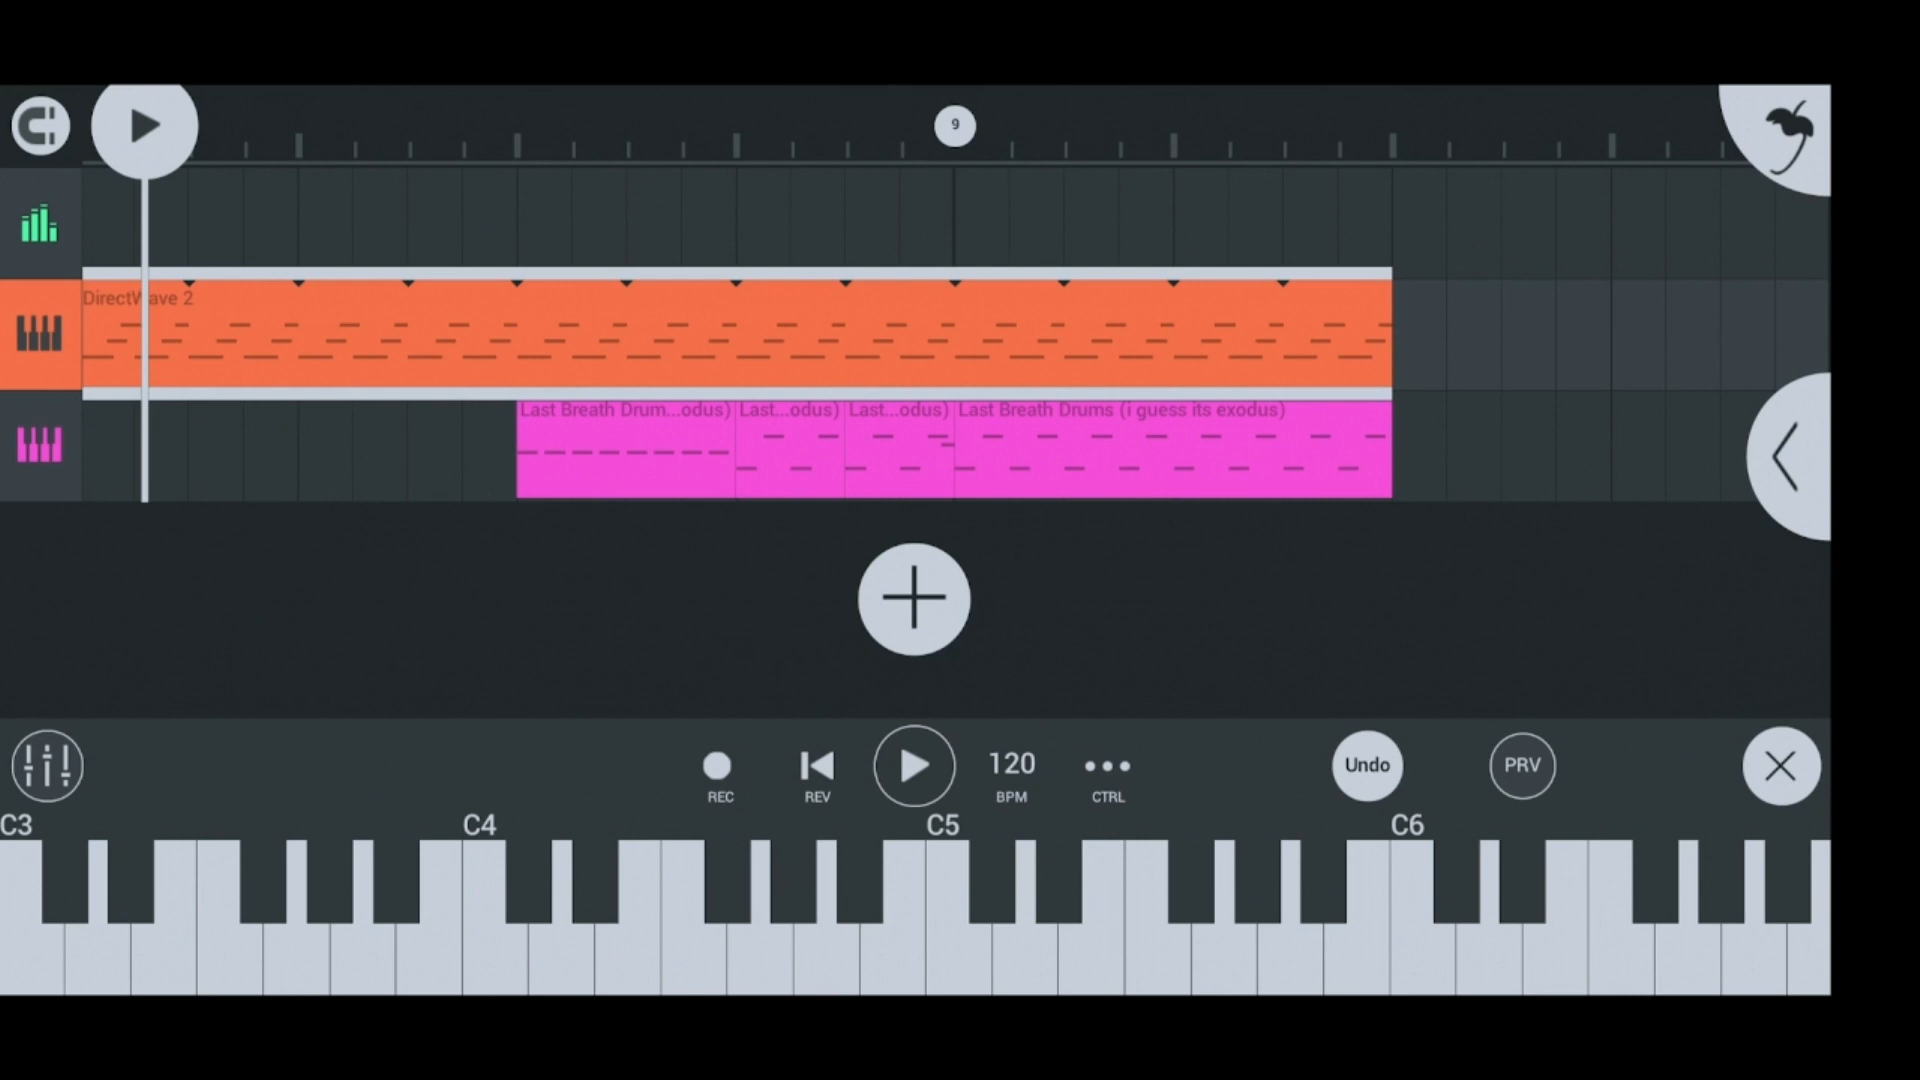 9
DirectWave 2
Last Breath Drum...odus)
Last...odus)
Last...odus)
Last Breath Drums (i guess its exodus)
REC
REV
120
BPM
CTRL
Undo
PRV
C3
C4
C5
C6